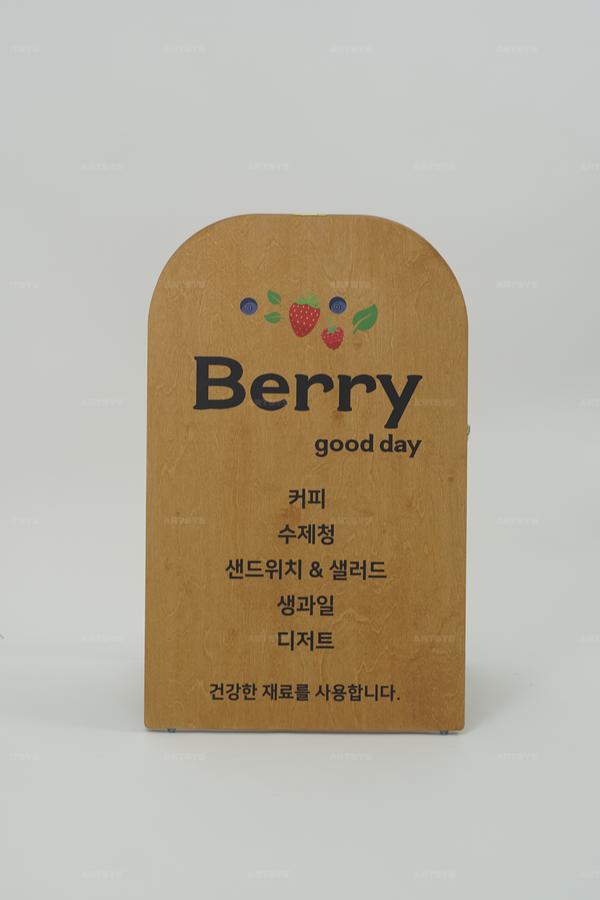 Berry
good day
커피
수제청
샌드위치 & 샐러드
생과일
디저트
건강한 재료를 사용합니다.